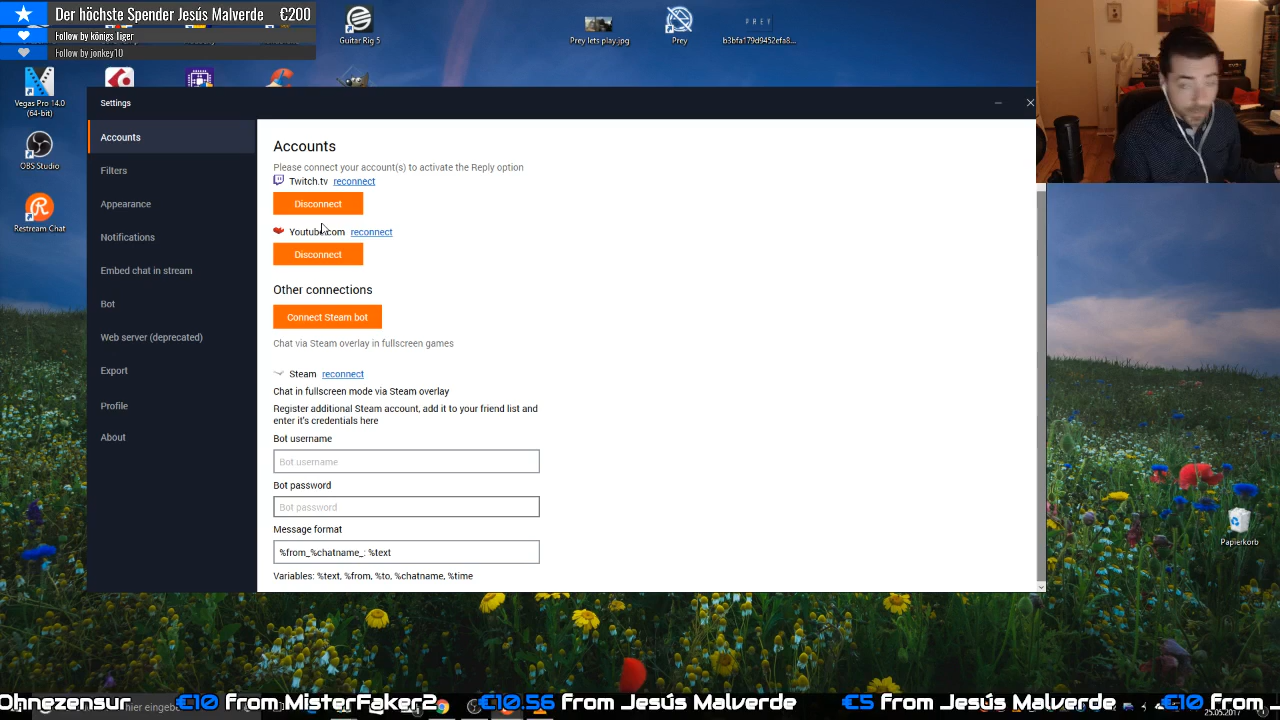 Der höchste Spender Jesús Malverde €200
Follow by königs tiger
Follow by jonkey10
Guitar Rig 5
Prey lets play.jpg
Prey
PREY
b3bfa179d9452efa8...
Vegas Pro 14.0
(64-bit)
OBS Studio
Restream Chat
Settings
Accounts
Filters
Appearance
Notifications
Embed chat in stream
Bot
Web server (deprecated)
Export
Profile
About
Accounts
Please connect your account(s) to activate the Reply option
Twitch.tv reconnect
Disconnect
Youtube.com reconnect
Disconnect
Other connections
Connect Steam bot
Chat via Steam overlay in fullscreen games
Steam reconnect
Chat in fullscreen mode via Steam overlay
Register additional Steam account, add it to your friend list and
enter it's credentials here
Bot username
Bot username
Bot password
Bot password
Message format
%from_%chatname_: %text
Variables: %text, %from, %to, %chatname, %time
Papierkorb
Ohnezensur €10 from MisterFaker2 €10.56 from Jesús Malverde €5 from Jesús Malverde €10 from
hier eingebe
25.05.2017